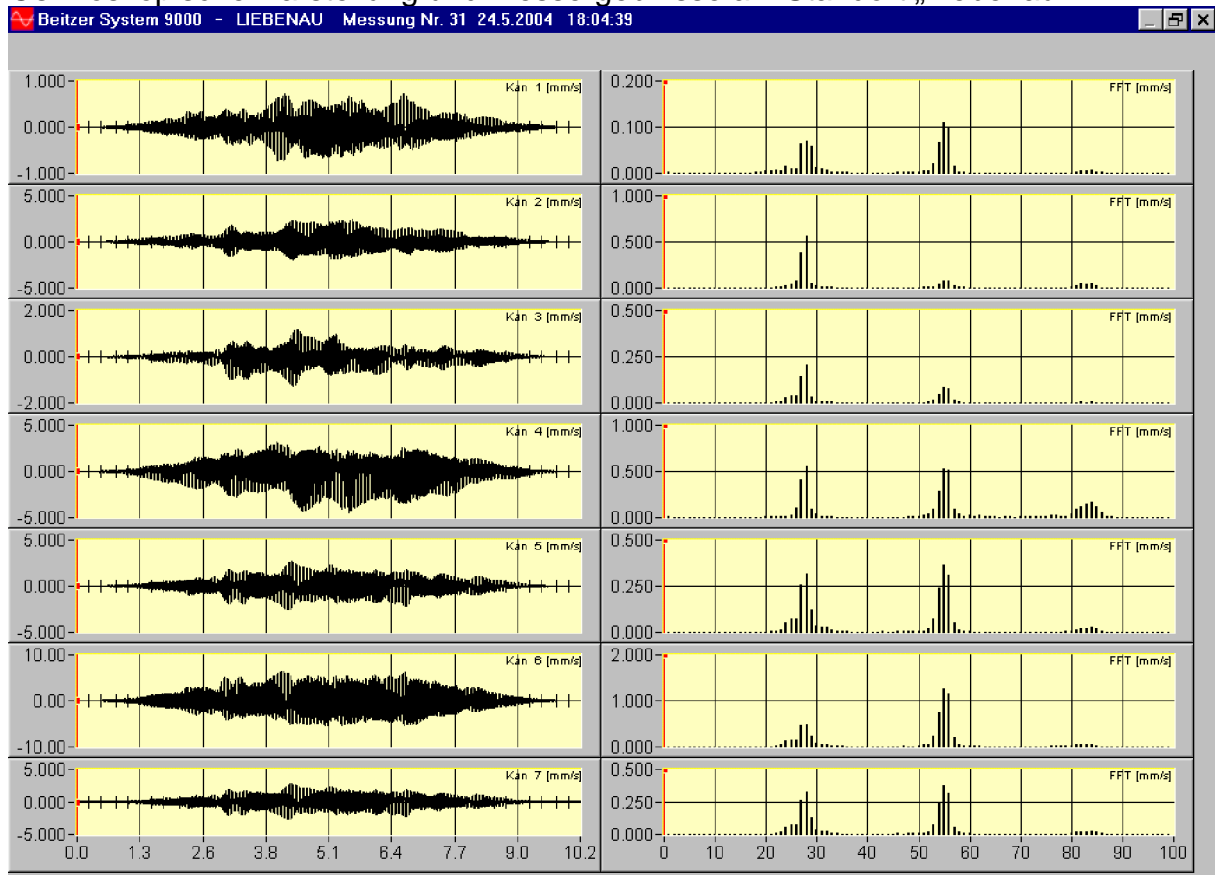 Beitzer System 9000 - LIEBENAU Messung Nr. 31 24.5.2004 18:04:39
1.000
0.000
-1.000
Kan 1 [mm/s]
0.200
0.100
0.000
FFT [mm/s]
5.000
0.000
-5.000
Kan 2 [mm/s]
1.000
0.500
0.000
FFT [mm/s]
2.000
0.000
-2.000
Kan 3 [mm/s]
0.500
0.250
0.000
FFT [mm/s]
5.000
0.000
-5.000
Kan 4 [mm/s]
1.000
0.500
0.000
FFT [mm/s]
5.000
0.000
-5.000
Kan 5 [mm/s]
0.500
0.250
0.000
FFT [mm/s]
10.00
0.00
-10.00
Kan 6 [mm/s]
2.000
1.000
0.000
FFT [mm/s]
5.000
0.000
-5.000
Kan 7 [mm/s]
0.500
0.250
0.000
FFT [mm/s]
0.0 1.3 2.6 3.8 5.1 6.4 7.7 9.0 10.2
0 10 20 30 40 50 60 70 80 90 100